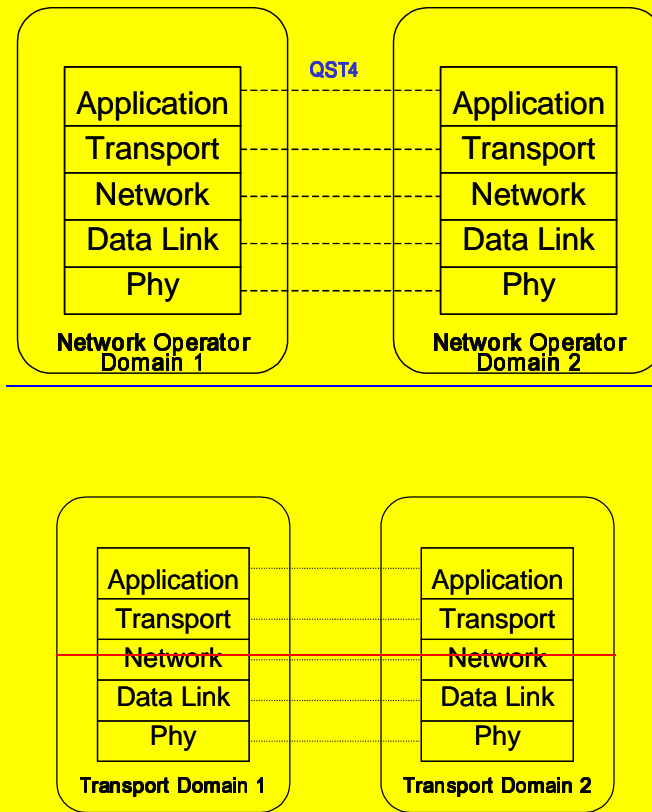 QST4
Application
Transport
Network
Data Link
Phy
Network Operator
Domain 1
Application
Transport
Network
Data Link
Phy
Network Operator
Domain 2
Application
Transport
Network
Data Link
Phy
Transport Domain 1
Application
Transport
Network
Data Link
Phy
Transport Domain 2